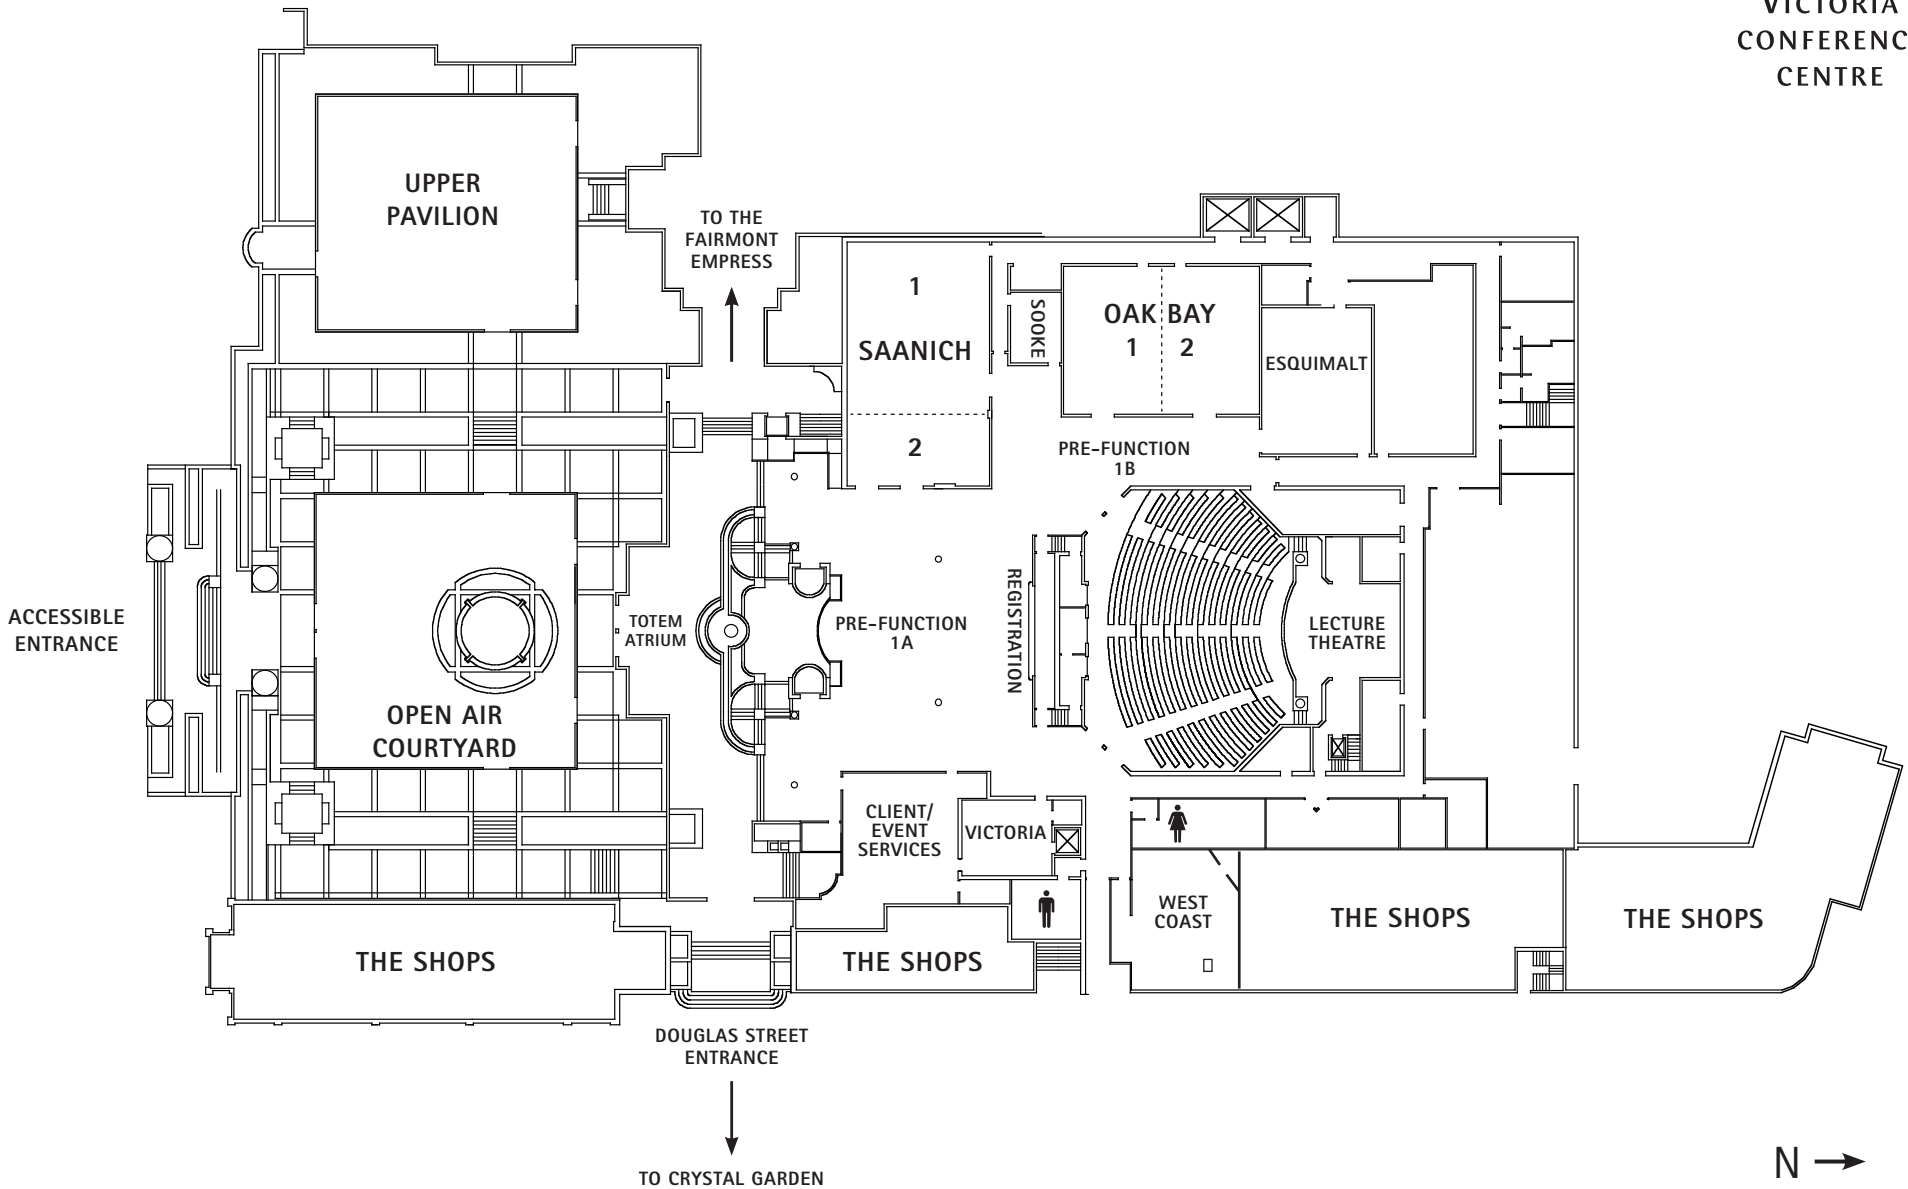 VICTORIA
CONFERENC
CENTRE
UPPER
PAVILION
TO THE
FAIRMONT
EMPRESS
1
SAANICH
2
SOOKE
OAK BAY
1 2
ESQUIMALT
PRE-FUNCTION
1B
ACCESSIBLE
ENTRANCE
TOTEM
ATRIUM
PRE-FUNCTION
1A
REGISTRATION
LECTURE
THEATRE
OPEN AIR
COURTYARD
CLIENT/
EVENT
SERVICES
VICTORIA
WEST
COAST
THE SHOPS
THE SHOPS
THE SHOPS
THE SHOPS
DOUGLAS STREET
ENTRANCE
TO CRYSTAL GARDEN
N